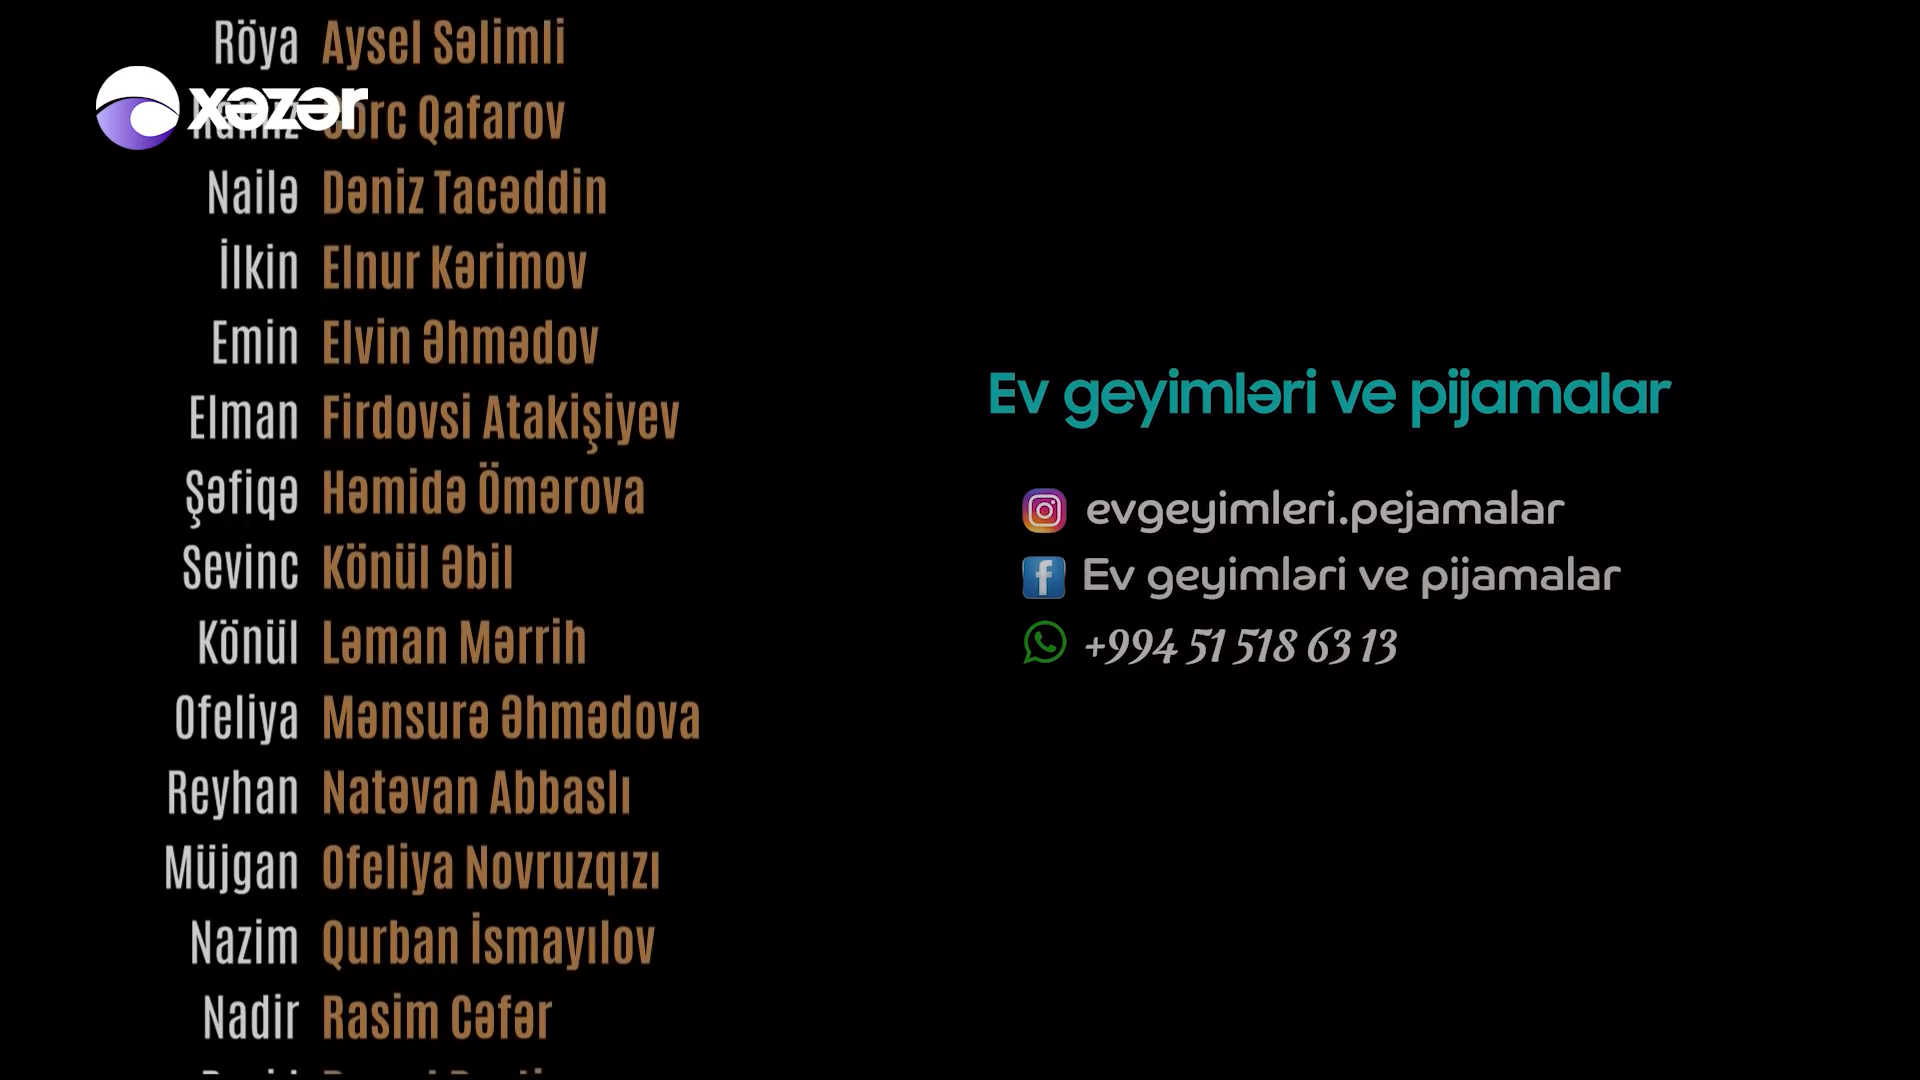 Röya Aysel Səlimli
xəzər
Qafarov
Nailə Dəniz Tacəddin
İlkin Elnur Kərimov
Emin Elvin Əhmədov
Elman Firdovsi Atakişiyev
Şəfiqə Həmidə Ömərova
Sevinc Könül Əbil
Könül Ləman Mərrih
Ofeliya Mənsurə Əhmədova
Reyhan Natəvan Abbaslı
Müjgan Ofeliya Novruzqızı
Nazim Qurban İsmayılov
Nadir Rasim Cəfər
Ev geyimləri ve pijamalar
evgeyimleri.pejamalar
Ev geyimləri ve pijamalar
+994 51 518 63 13